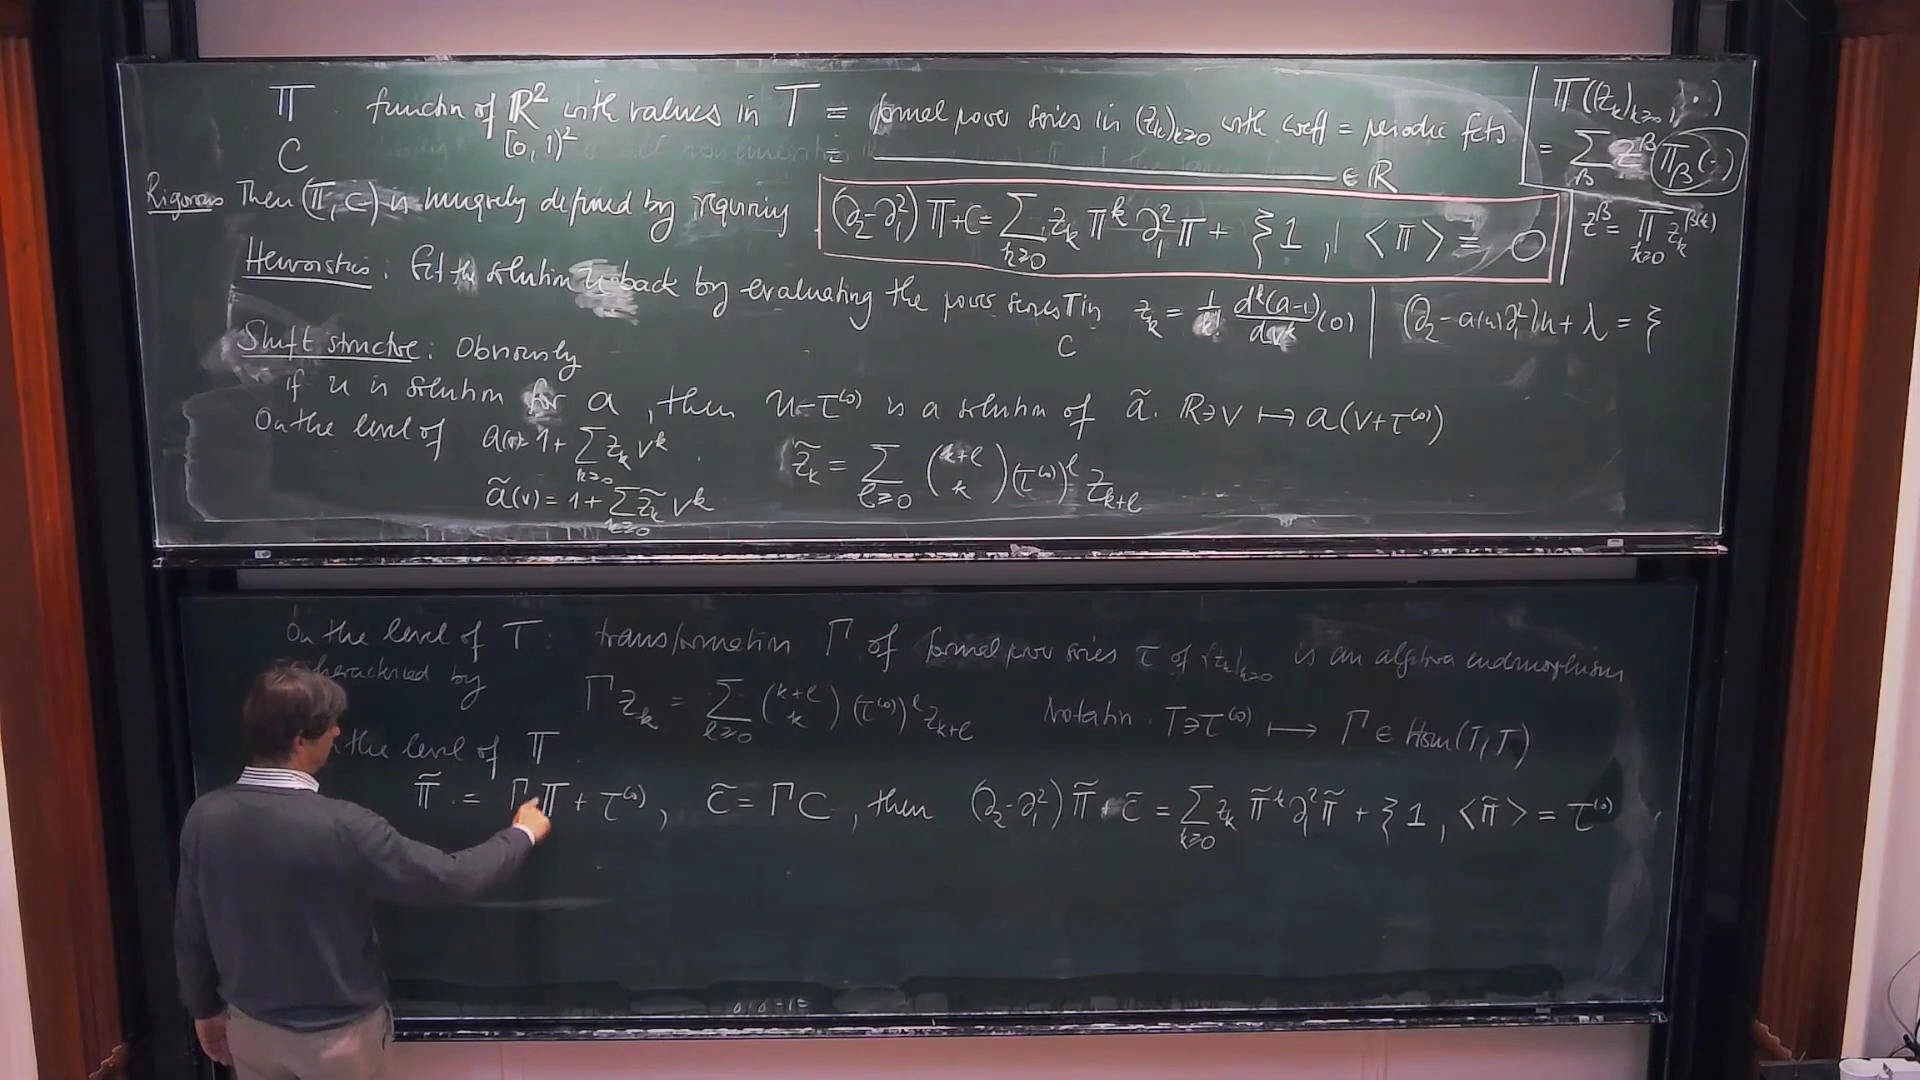 Π function of ℝ² with values in T = formal power series in (z_k)_{k≥0} with coeff = periodic fcts
[0,1)²
C = ∈ ℝ
Π((z_k)_{k≥0}, ·)
= Σ_β z^β Π_β(·)
z^β = Π_{k≥0} z_k^{β(k)}
Rigorous Then (Π, C) is uniquely defined by requiring (∂₂-∂₁²)Π+C = Σ_{k≥0} z_k Π^k ∂₁²Π + ξ1, <Π> = 0
Heuristics: Get the solution u back by evaluating the power series Π in z_k = 1/k! d^k(a-1)/dv^k (0) | (∂₂-a(u)∂₁²)u + λ = ξ
C
Shift structure: Obviously
if u is solution for a, then u-τ^{(0)} is a solution of ã: ℝ∋v ↦ a(v+τ^{(0)})
On the level of a(v)= 1+ Σ_{k≥0} z_k v^k. z̃_k = Σ_{ℓ≥0} (k+ℓ choose k) (τ^{(0)})^ℓ z_{k+ℓ}
ã(v) = 1+ Σ_{k≥0} z̃_k v^k
On the level of T: transformation Γ of formal power series τ of {z_k}_{k≥0} is an algebra endomorphism
characterized by Γz_k = Σ_{ℓ≥0} (k+ℓ choose k) (τ^{(0)})^ℓ z_{k+ℓ} Notation: T∋τ^{(0)} ↦ Γ ∈ Hom(T,T)
the level of Π
Π̃ := ΓΠ + τ^{(0)}, c̃ = ΓC, then (∂₂-∂₁²)Π̃ + c̃ = Σ_{k≥0} z_k Π̃^k ∂₁²Π̃ + ξ1, <Π̃> = τ^{(0)}